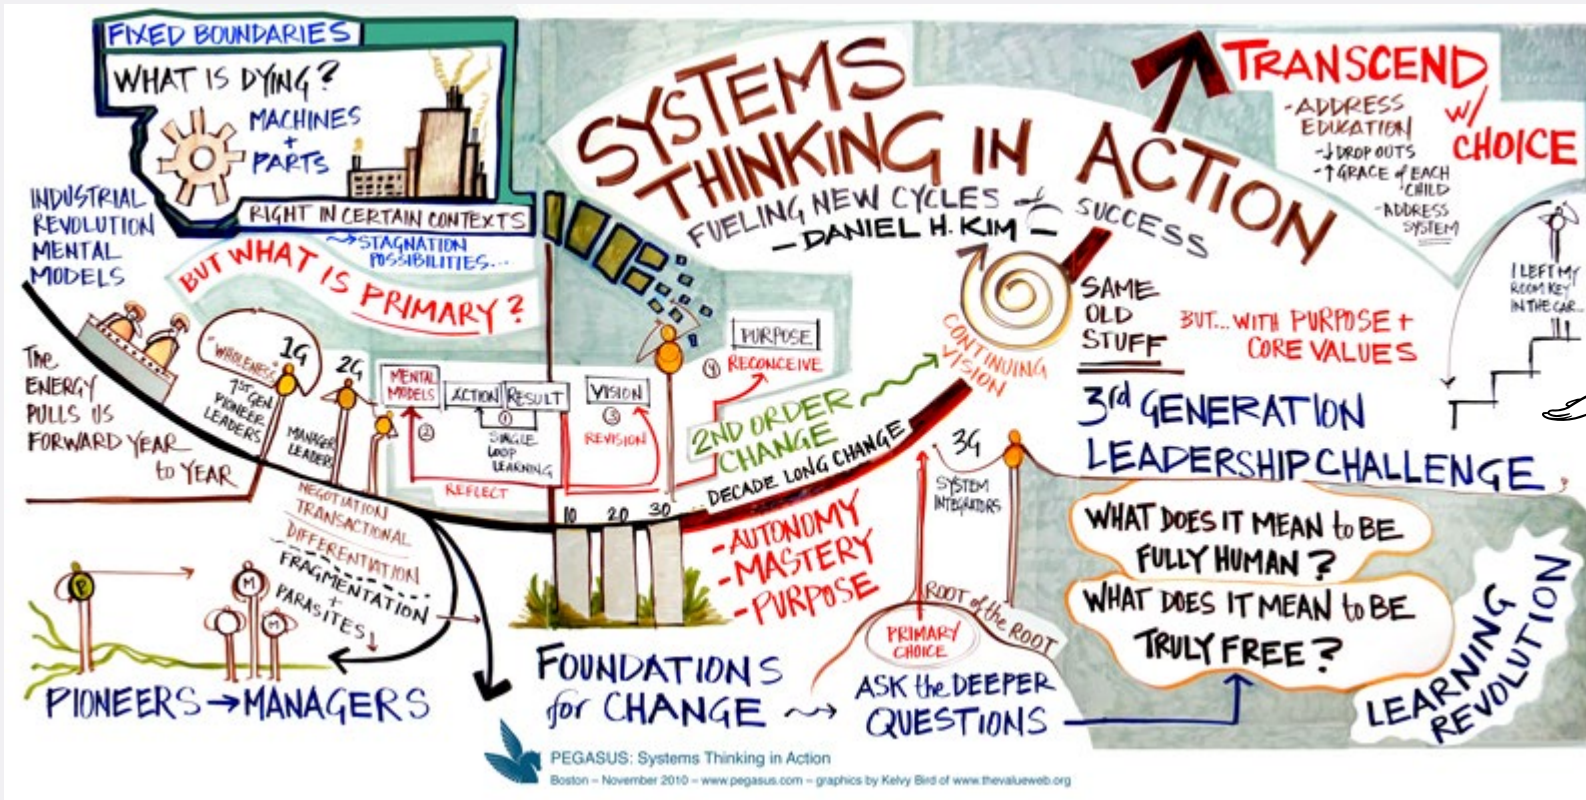 FIXED BOUNDARIES
WHAT IS DYING?
MACHINES
+
PARTS
RIGHT IN CERTAIN CONTEXTS
STAGNATION
POSSIBILITIES...
INDUSTRIAL
REVOLUTION
MENTAL
MODELS
BUT WHAT IS PRIMARY?
SYSTEMS
THINKING IN ACTION
FUELING NEW CYCLES of
SUCCESS
- DANIEL H. KIM -
TRANSCEND
w/
CHOICE
- ADDRESS
EDUCATION
- ↓ DROP OUTS
- ↑ GRACE of EACH
CHILD
- ADDRESS
SYSTEM
I LEFT MY
ROOM KEY
IN THE CAR...
The
ENERGY
PULLS US
FORWARD YEAR
to YEAR
"WHOLENESS"
1G
1ST GEN
PIONEER
LEADERS
2G
MANAGER
LEADERS
MENTAL
MODELS
ACTION
RESULT
①
SINGLE
LOOP
LEARNING
②
REFLECT
VISION
③
REVISION
PURPOSE
④ RECONCEIVE
2ND ORDER
CHANGE
CONTINUING
VISION
SAME
OLD
STUFF
BUT... WITH PURPOSE +
CORE VALUES
3rd GENERATION
LEADERSHIP CHALLENGE
DECADE LONG CHANGE
10 20 30
3G
SYSTEM
INTEGRATORS
NEGOTIATION
TRANSACTIONAL
DIFFERENTIATION
FRAGMENTATION
+
PARASITES ↓
- AUTONOMY
- MASTERY
- PURPOSE
P
M
M
PIONEERS → MANAGERS
FOUNDATIONS
for CHANGE
ROOT of the ROOT
PRIMARY
CHOICE
ASK the DEEPER
QUESTIONS
WHAT DOES IT MEAN to BE
FULLY HUMAN?
WHAT DOES IT MEAN to BE
TRULY FREE?
LEARNING
REVOLUTION
PEGASUS: Systems Thinking in Action
Boston – November 2010 – www.pegasus.com – graphics by Kelvy Bird of www.thevalueweb.org